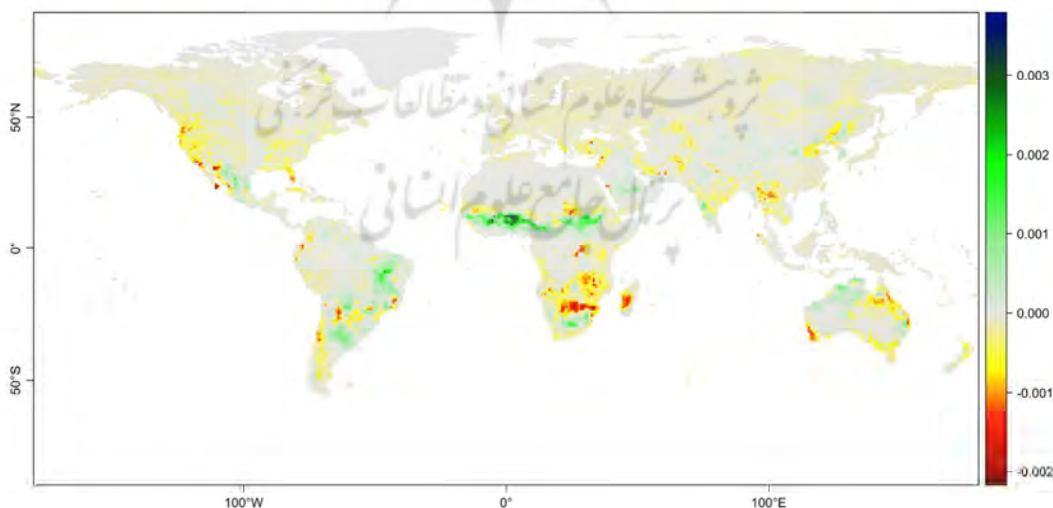 پژوهشگاه علوم انسانی و مطالعات فرهنگی
پرتال جامع علوم انسانی
50°N
0°
50°S
100°W
0°
100°E
0.003
0.002
0.001
0.000
-0.001
-0.002